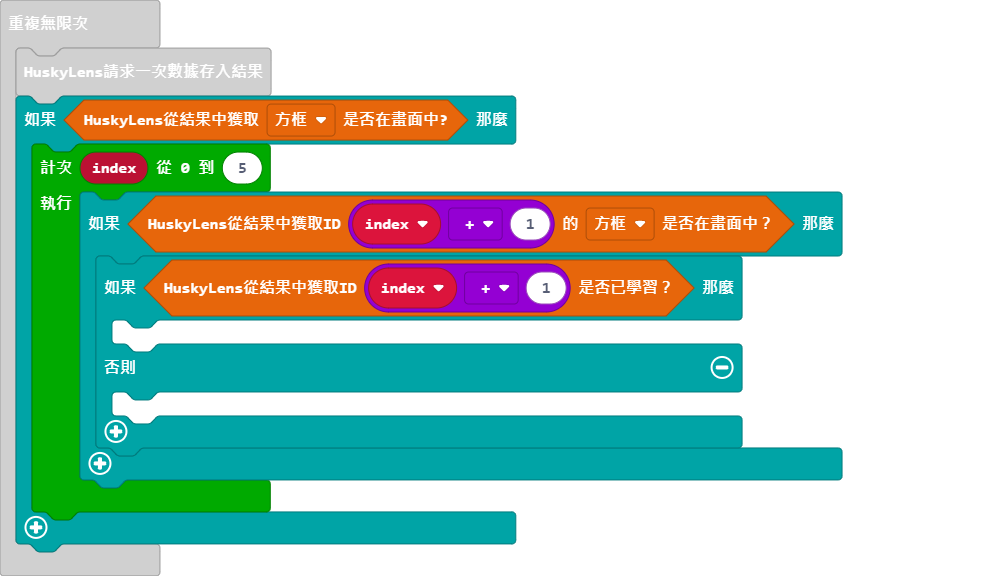 重複無限次
HuskyLens請求一次數據存入結果
如果 HuskyLens從結果中獲取 方框 是否在畫面中? 那麼
計次 index 從 0 到 5
執行
如果 HuskyLens從結果中獲取ID index + 1 的 方框 是否在畫面中？ 那麼
如果 HuskyLens從結果中獲取ID index + 1 是否已學習？ 那麼
否則